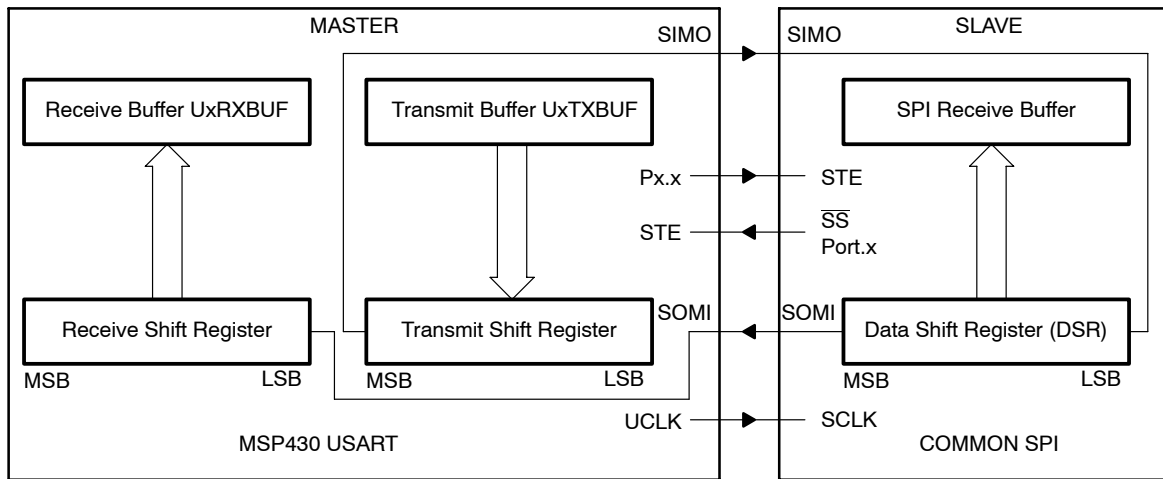 MASTER
SIMO
SIMO
SLAVE
Receive Buffer UxRXBUF
Transmit Buffer UxTXBUF
SPI Receive Buffer
Px.x
STE
STE
SS
Port.x
SOMI
SOMI
Receive Shift Register
Transmit Shift Register
Data Shift Register (DSR)
MSB
LSB
MSB
LSB
MSB
LSB
UCLK
SCLK
MSP430 USART
COMMON SPI